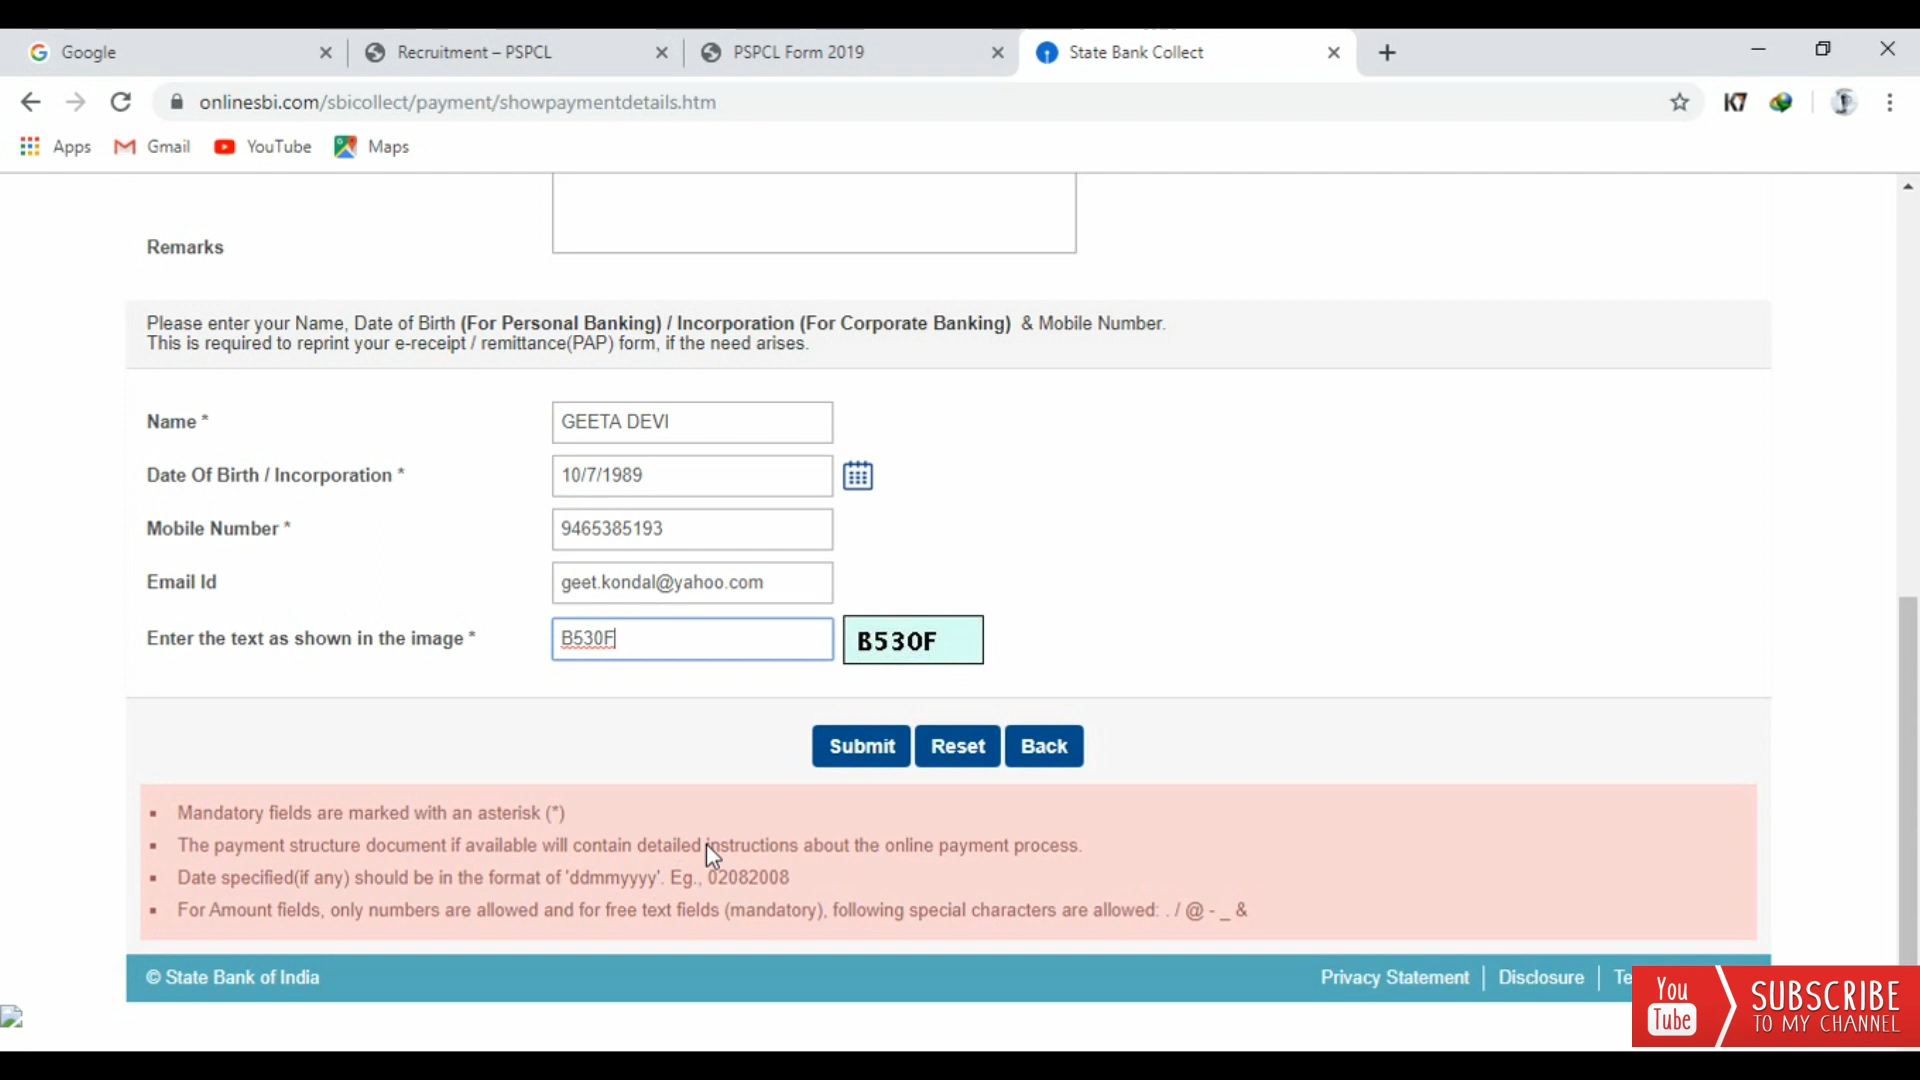 Google
Recruitment – PSPCL
PSPCL Form 2019
State Bank Collect
onlinesbi.com/sbicollect/payment/showpaymentdetails.htm
K7
Apps
Gmail
YouTube
Maps
Remarks
Please enter your Name, Date of Birth (For Personal Banking) / Incorporation (For Corporate Banking) & Mobile Number.
This is required to reprint your e-receipt / remittance(PAP) form, if the need arises.
Name * GEETA DEVI
Date Of Birth / Incorporation * 10/7/1989
Mobile Number * 9465385193
Email Id geet.kondal@yahoo.com
Enter the text as shown in the image * B530F B530F
Submit Reset Back
Mandatory fields are marked with an asterisk (*)
The payment structure document if available will contain detailed instructions about the online payment process.
Date specified(if any) should be in the format of 'ddmmyyyy'. Eg., 02082008
For Amount fields, only numbers are allowed and for free text fields (mandatory), following special characters are allowed: . / @ - _ &
© State Bank of India
Privacy Statement
Disclosure
You Tube
SUBSCRIBE
TO MY CHANNEL